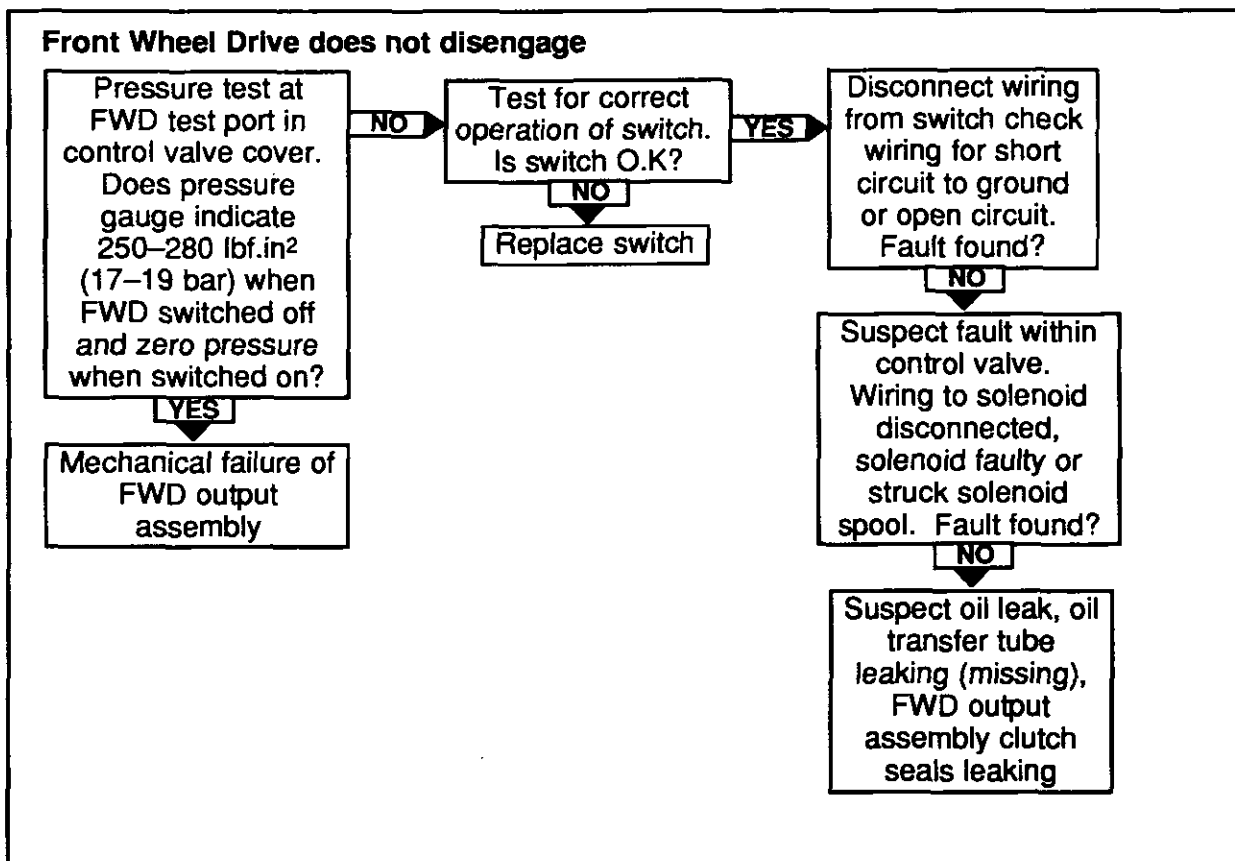 Front Wheel Drive does not disengage
Pressure test at
FWD test port in
control valve cover.
Does pressure
gauge indicate
250–280 lbf.in²
(17–19 bar) when
FWD switched off
and zero pressure
when switched on?
NO
Test for correct
operation of switch.
Is switch O.K?
YES
Disconnect wiring
from switch check
wiring for short
circuit to ground
or open circuit.
Fault found?
NO
Replace switch
NO
Suspect fault within
control valve.
Wiring to solenoid
disconnected,
solenoid faulty or
struck solenoid
spool. Fault found?
YES
Mechanical failure of
FWD output
assembly
NO
Suspect oil leak, oil
transfer tube
leaking (missing),
FWD output
assembly clutch
seals leaking